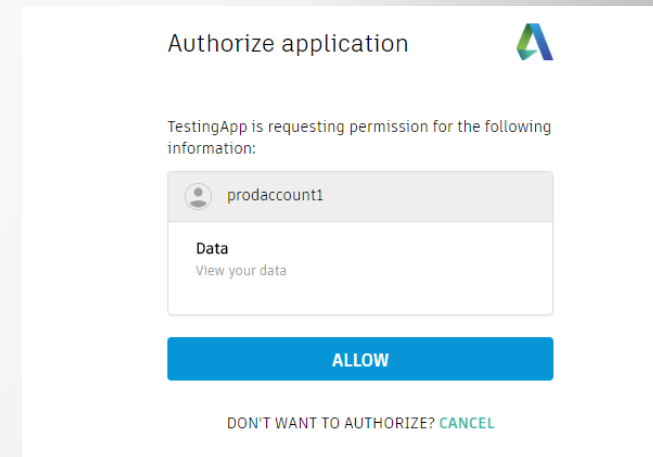 Authorize application
TestingApp is requesting permission for the following
information:
prodaccount1
Data
View your data
ALLOW
DON'T WANT TO AUTHORIZE? CANCEL